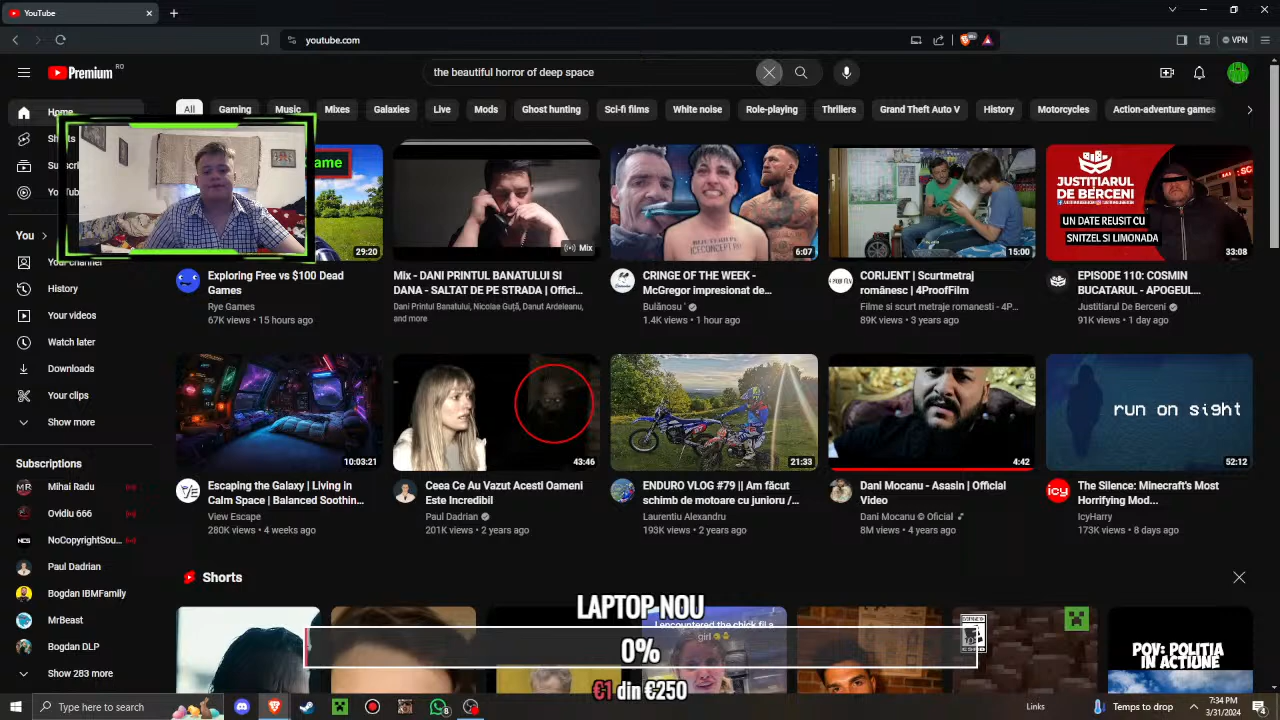 YouTube
youtube.com
VPN
Premium
RO
the beautiful horror of deep space
Home
All
Gaming
Music
Mixes
Galaxies
Live
Mods
Ghost hunting
Sci-fi films
White noise
Role-playing
Thrillers
Grand Theft Auto V
History
Motorcycles
Action-adventure games
You
History
Your videos
Watch later
Downloads
Your clips
Show more
Subscriptions
Mihai Radu
Ovidiu 666
NoCopyrightSou...
Paul Dadrian
Bogdan IBMFamily
MrBeast
Bogdan DLP
Show 283 more
29:20
Exploring Free vs $100 Dead
Games
Rye Games
67K views • 15 hours ago
Mix
Mix - DANI PRINTUL BANATULUI SI
DANA - SALTAT DE PE STRADA | Offici...
Dani Printul Banatului, Nicolae Guță, Danut Ardeleanu,
and more
6:07
CRINGE OF THE WEEK -
McGregor impresionat de...
Bulănosu'
1.4K views • 1 hour ago
15:00
CORIJENT | Scurtmetraj
românesc | 4ProofFilm
Filme si scurt metraje romanesti - 4P...
89K views • 3 years ago
JUSTIȚIARUL
DE BERCENI
UN DATE REUSIT CU
SNITZEL SI LIMONADA
33:08
EPISODE 110: COSMIN
BUCATARUL - APOGEUL...
Justitiarul De Berceni
91K views • 1 day ago
10:03:21
Escaping the Galaxy | Living in
Calm Space | Balanced Soothin...
View Escape
280K views • 4 weeks ago
43:46
Ceea Ce Au Vazut Acesti Oameni
Este Incredibil
Paul Dadrian
201K views • 2 years ago
21:33
ENDURO VLOG #79 || Am făcut
schimb de motoare cu junioru /...
Laurentiu Alexandru
193K views • 2 years ago
4:42
Dani Mocanu - Asasin | Official
Video
Dani Mocanu © Oficial
8M views • 4 years ago
run on sight
52:12
icy
The Silence: Minecraft's Most
Horrifying Mod...
IcyHarry
173K views • 8 days ago
Shorts
LAPTOP NOU
0%
€1 din €250
girl
POV: POLITIA
IN ACTIUNE
Type here to search
Links
Temps to drop
7:34 PM
3/31/2024